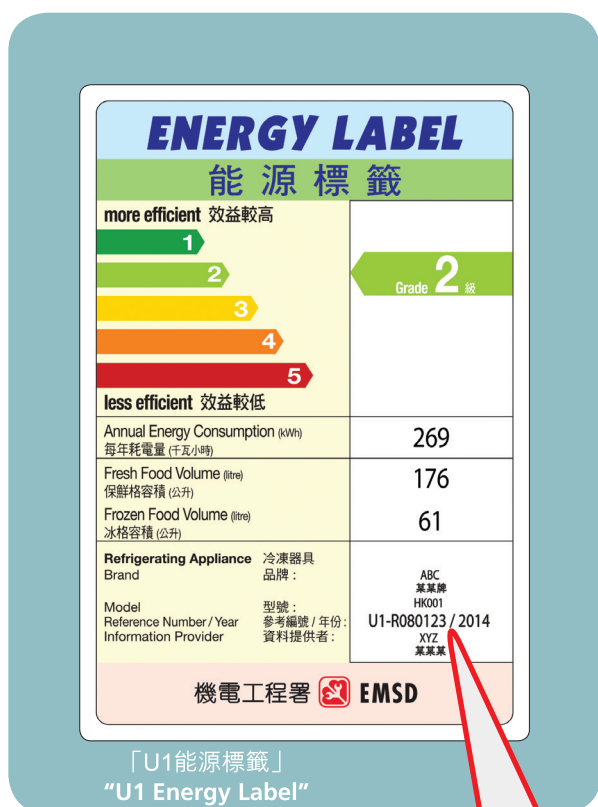 ENERGY LABEL
能源標籤
more efficient 效益較高
1
2
3
4
5
less efficient 效益較低
Grade 2 級
Annual Energy Consumption (kWh)
每年耗電量 (千瓦小時)
269
Fresh Food Volume (litre)
保鮮格容積 (公升)
176
Frozen Food Volume (litre)
冰格容積 (公升)
61
Refrigerating Appliance 冷凍器具
Brand 品牌 : ABC
某某牌
Model 型號 : HK001
Reference Number / Year 參考編號 / 年份 : U1-R080123 / 2014
Information Provider 資料提供者 : XYZ
某某某
機電工程署 EMSD
「U1能源標籤」
“U1 Energy Label”